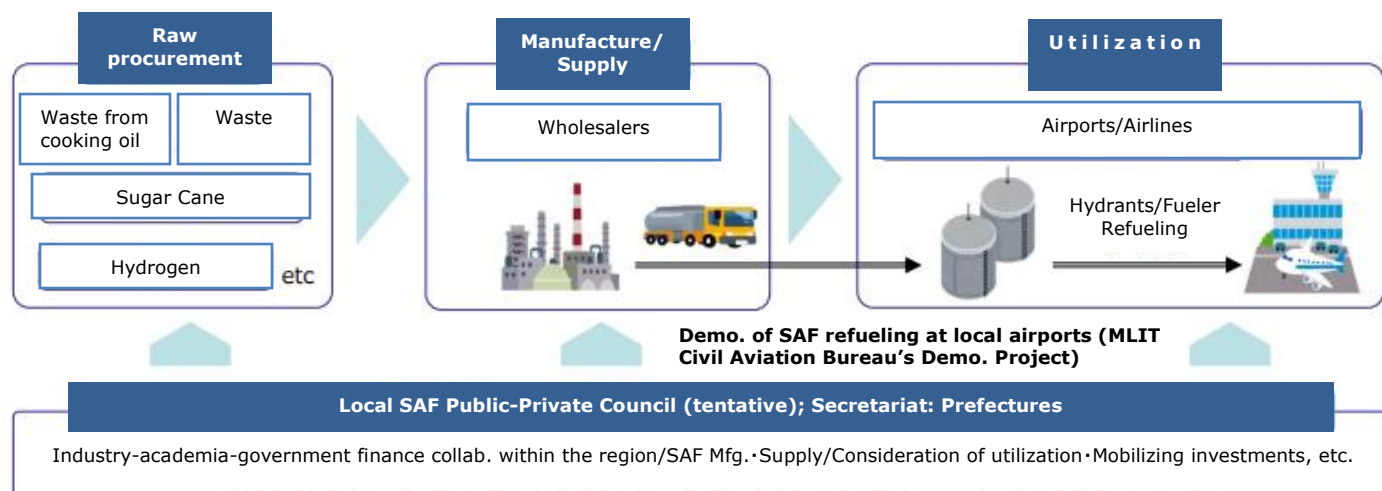 Raw
procurement
Manufacture/
Supply
Utilization
Waste from
cooking oil
Waste
Sugar Cane
Hydrogen
etc
Wholesalers
Airports/Airlines
Hydrants/Fueler
Refueling
Demo. of SAF refueling at local airports (MLIT
Civil Aviation Bureau’s Demo. Project)
Local SAF Public-Private Council (tentative); Secretariat: Prefectures
Industry-academia-government finance collab. within the region/SAF Mfg.･Supply/Consideration of utilization･Mobilizing investments, etc.